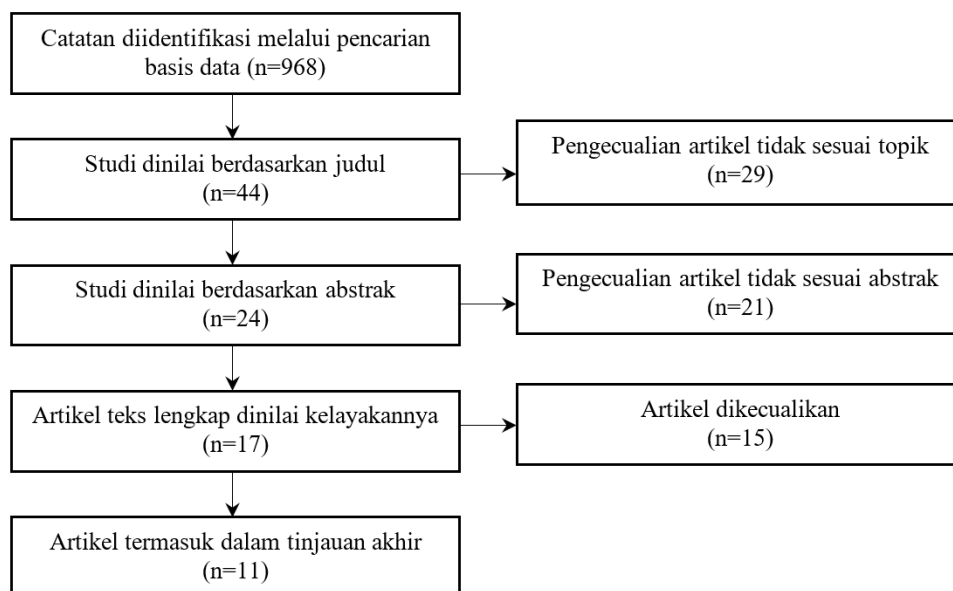 Catatan diidentifikasi melalui pencarian
basis data (n=968)
Studi dinilai berdasarkan judul
(n=44)
Pengecualian artikel tidak sesuai topik
(n=29)
Studi dinilai berdasarkan abstrak
(n=24)
Pengecualian artikel tidak sesuai abstrak
(n=21)
Artikel teks lengkap dinilai kelayakannya
(n=17)
Artikel dikecualikan
(n=15)
Artikel termasuk dalam tinjauan akhir
(n=11)